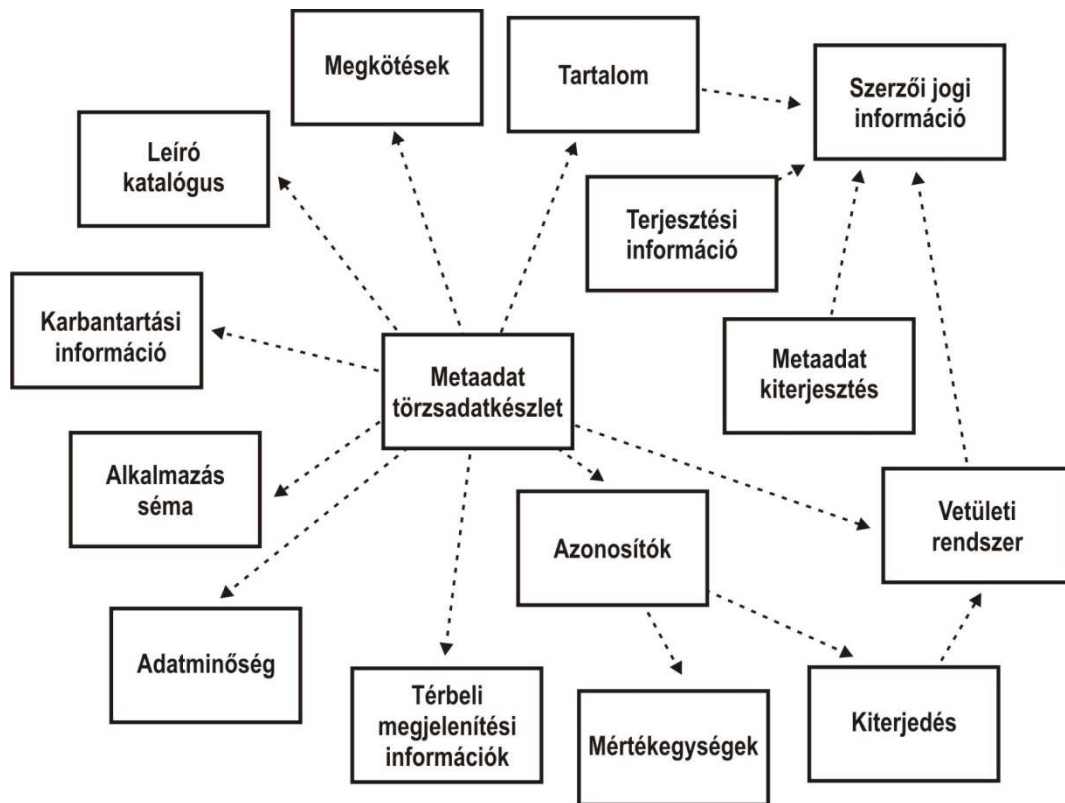 Megkötések
Tartalom
Szerzői jogi
információ
Leíró
katalógus
Terjesztési
információ
Karbantartási
információ
Metaadat
törzsadatkészlet
Metaadat
kiterjesztés
Alkalmazás
séma
Azonosítók
Vetületi
rendszer
Adatminőség
Térbeli
megjelenítési
információk
Mértékegységek
Kiterjedés